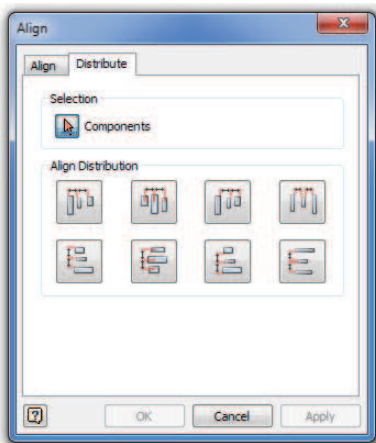 Align
Align Distribute
Selection
Components
Align Distribution
? OK Cancel Apply